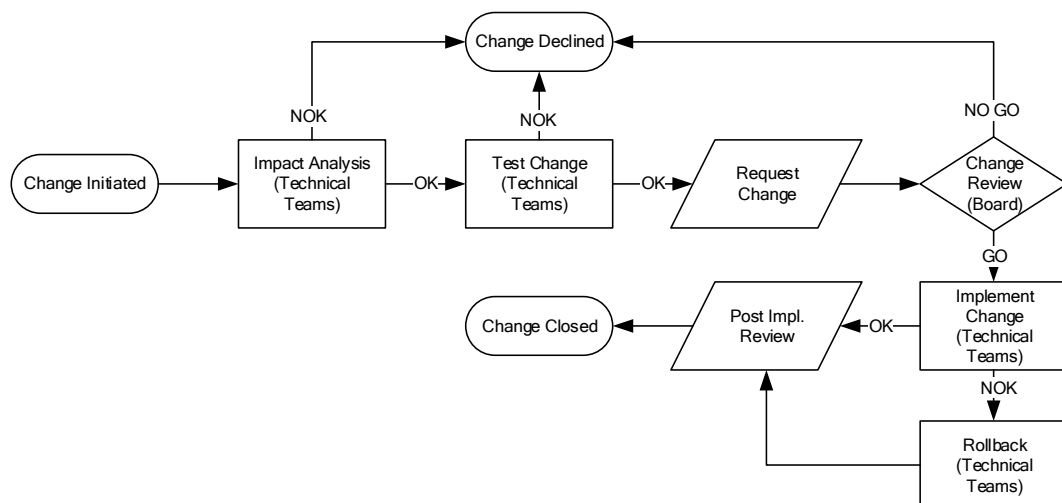 Change Declined
NOK
NOK
NO GO
Change Initiated
Impact Analysis
(Technical
Teams)
OK
Test Change
(Technical
Teams)
OK
Request
Change
Change
Review
(Board)
GO
Change Closed
Post Impl.
Review
OK
Implement
Change
(Technical
Teams)
NOK
Rollback
(Technical
Teams)